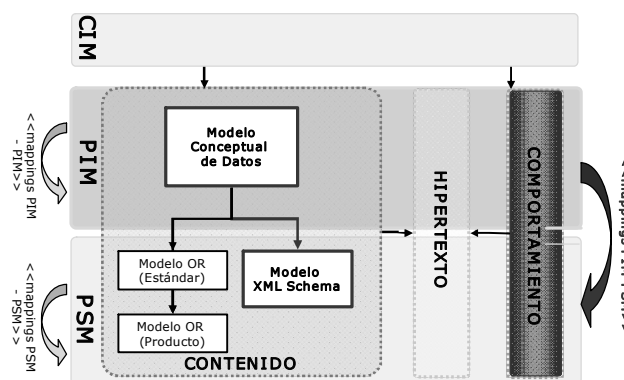 CIM
PIM
<<mappings PIM
- PIM>>
Modelo
Conceptual
de Datos
HIPERTEXTO
COMPORTAMIENTO
PSM
<<mappings PSM
- PSM>>
Modelo OR
(Estándar)
Modelo
XML Schema
Modelo OR
(Producto)
CONTENIDO